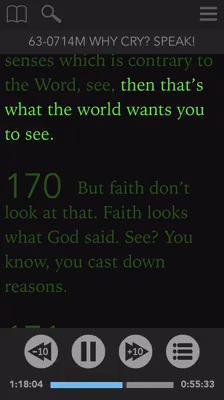 63-0714M WHY CRY? SPEAK!
senses which is contrary to
the Word, see, then that's
what the world wants you
to see.
170 But faith don't
look at that. Faith looks
what God said. See? You
know, you cast down
reasons.
-10 +10
1:18:04 0:55:33